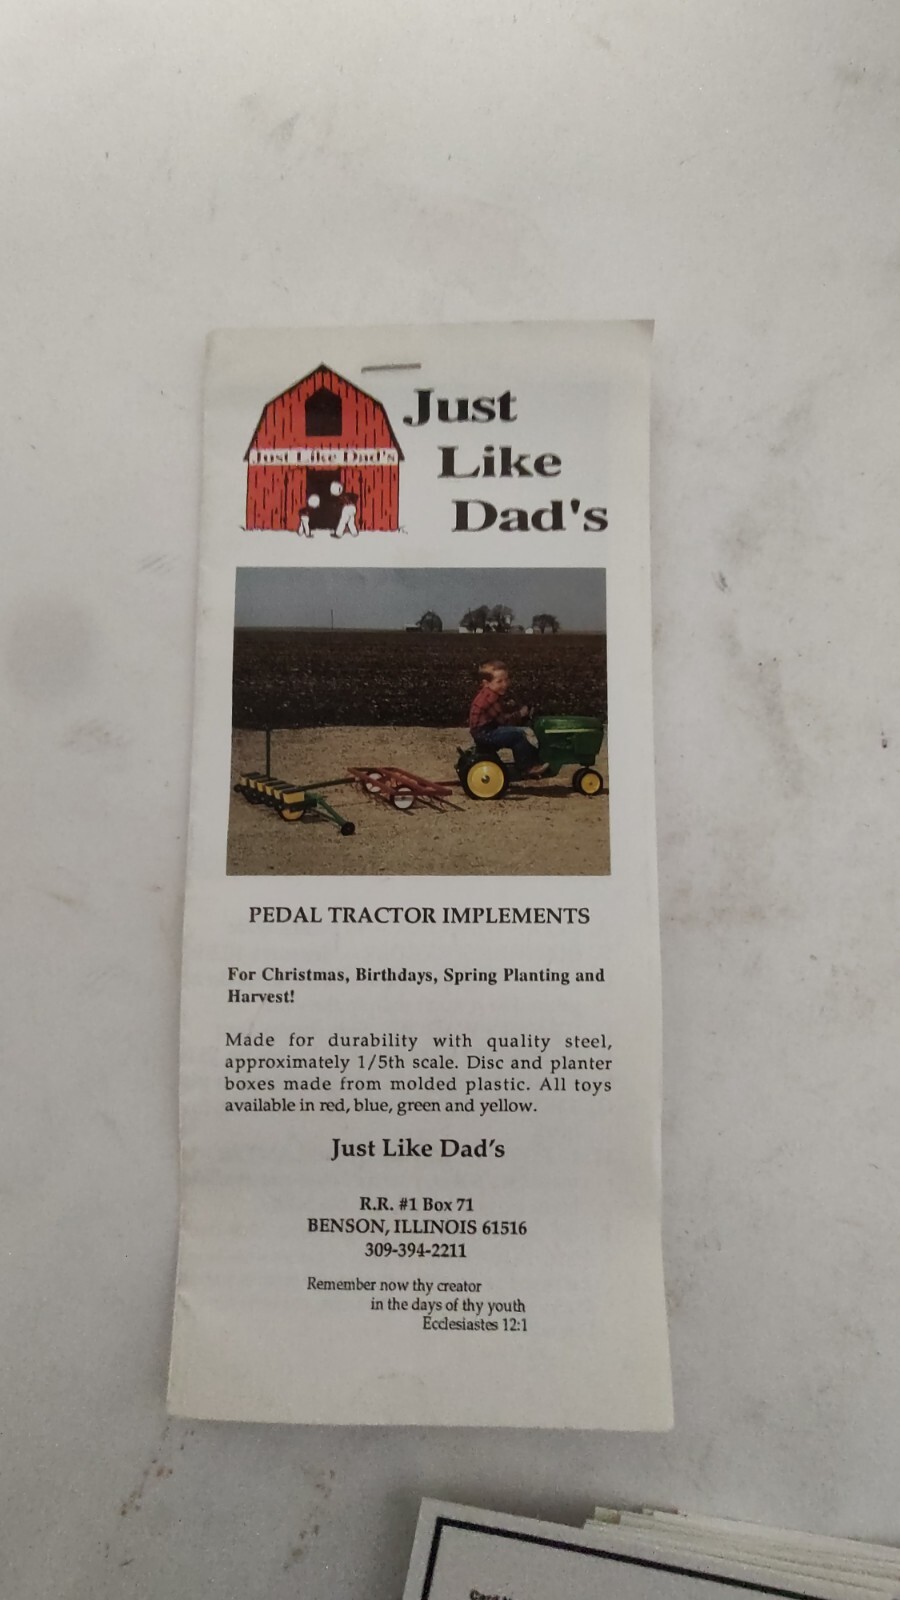 Just Like Dad's
Just
Like
Dad's
PEDAL TRACTOR IMPLEMENTS
For Christmas, Birthdays, Spring Planting and
Harvest!
Made for durability with quality steel,
approximately 1/5th scale. Disc and planter
boxes made from molded plastic. All toys
available in red, blue, green and yellow.
Just Like Dad's
R.R. #1 Box 71
BENSON, ILLINOIS 61516
309-394-2211
Remember now thy creator
in the days of thy youth
Ecclesiastes 12:1